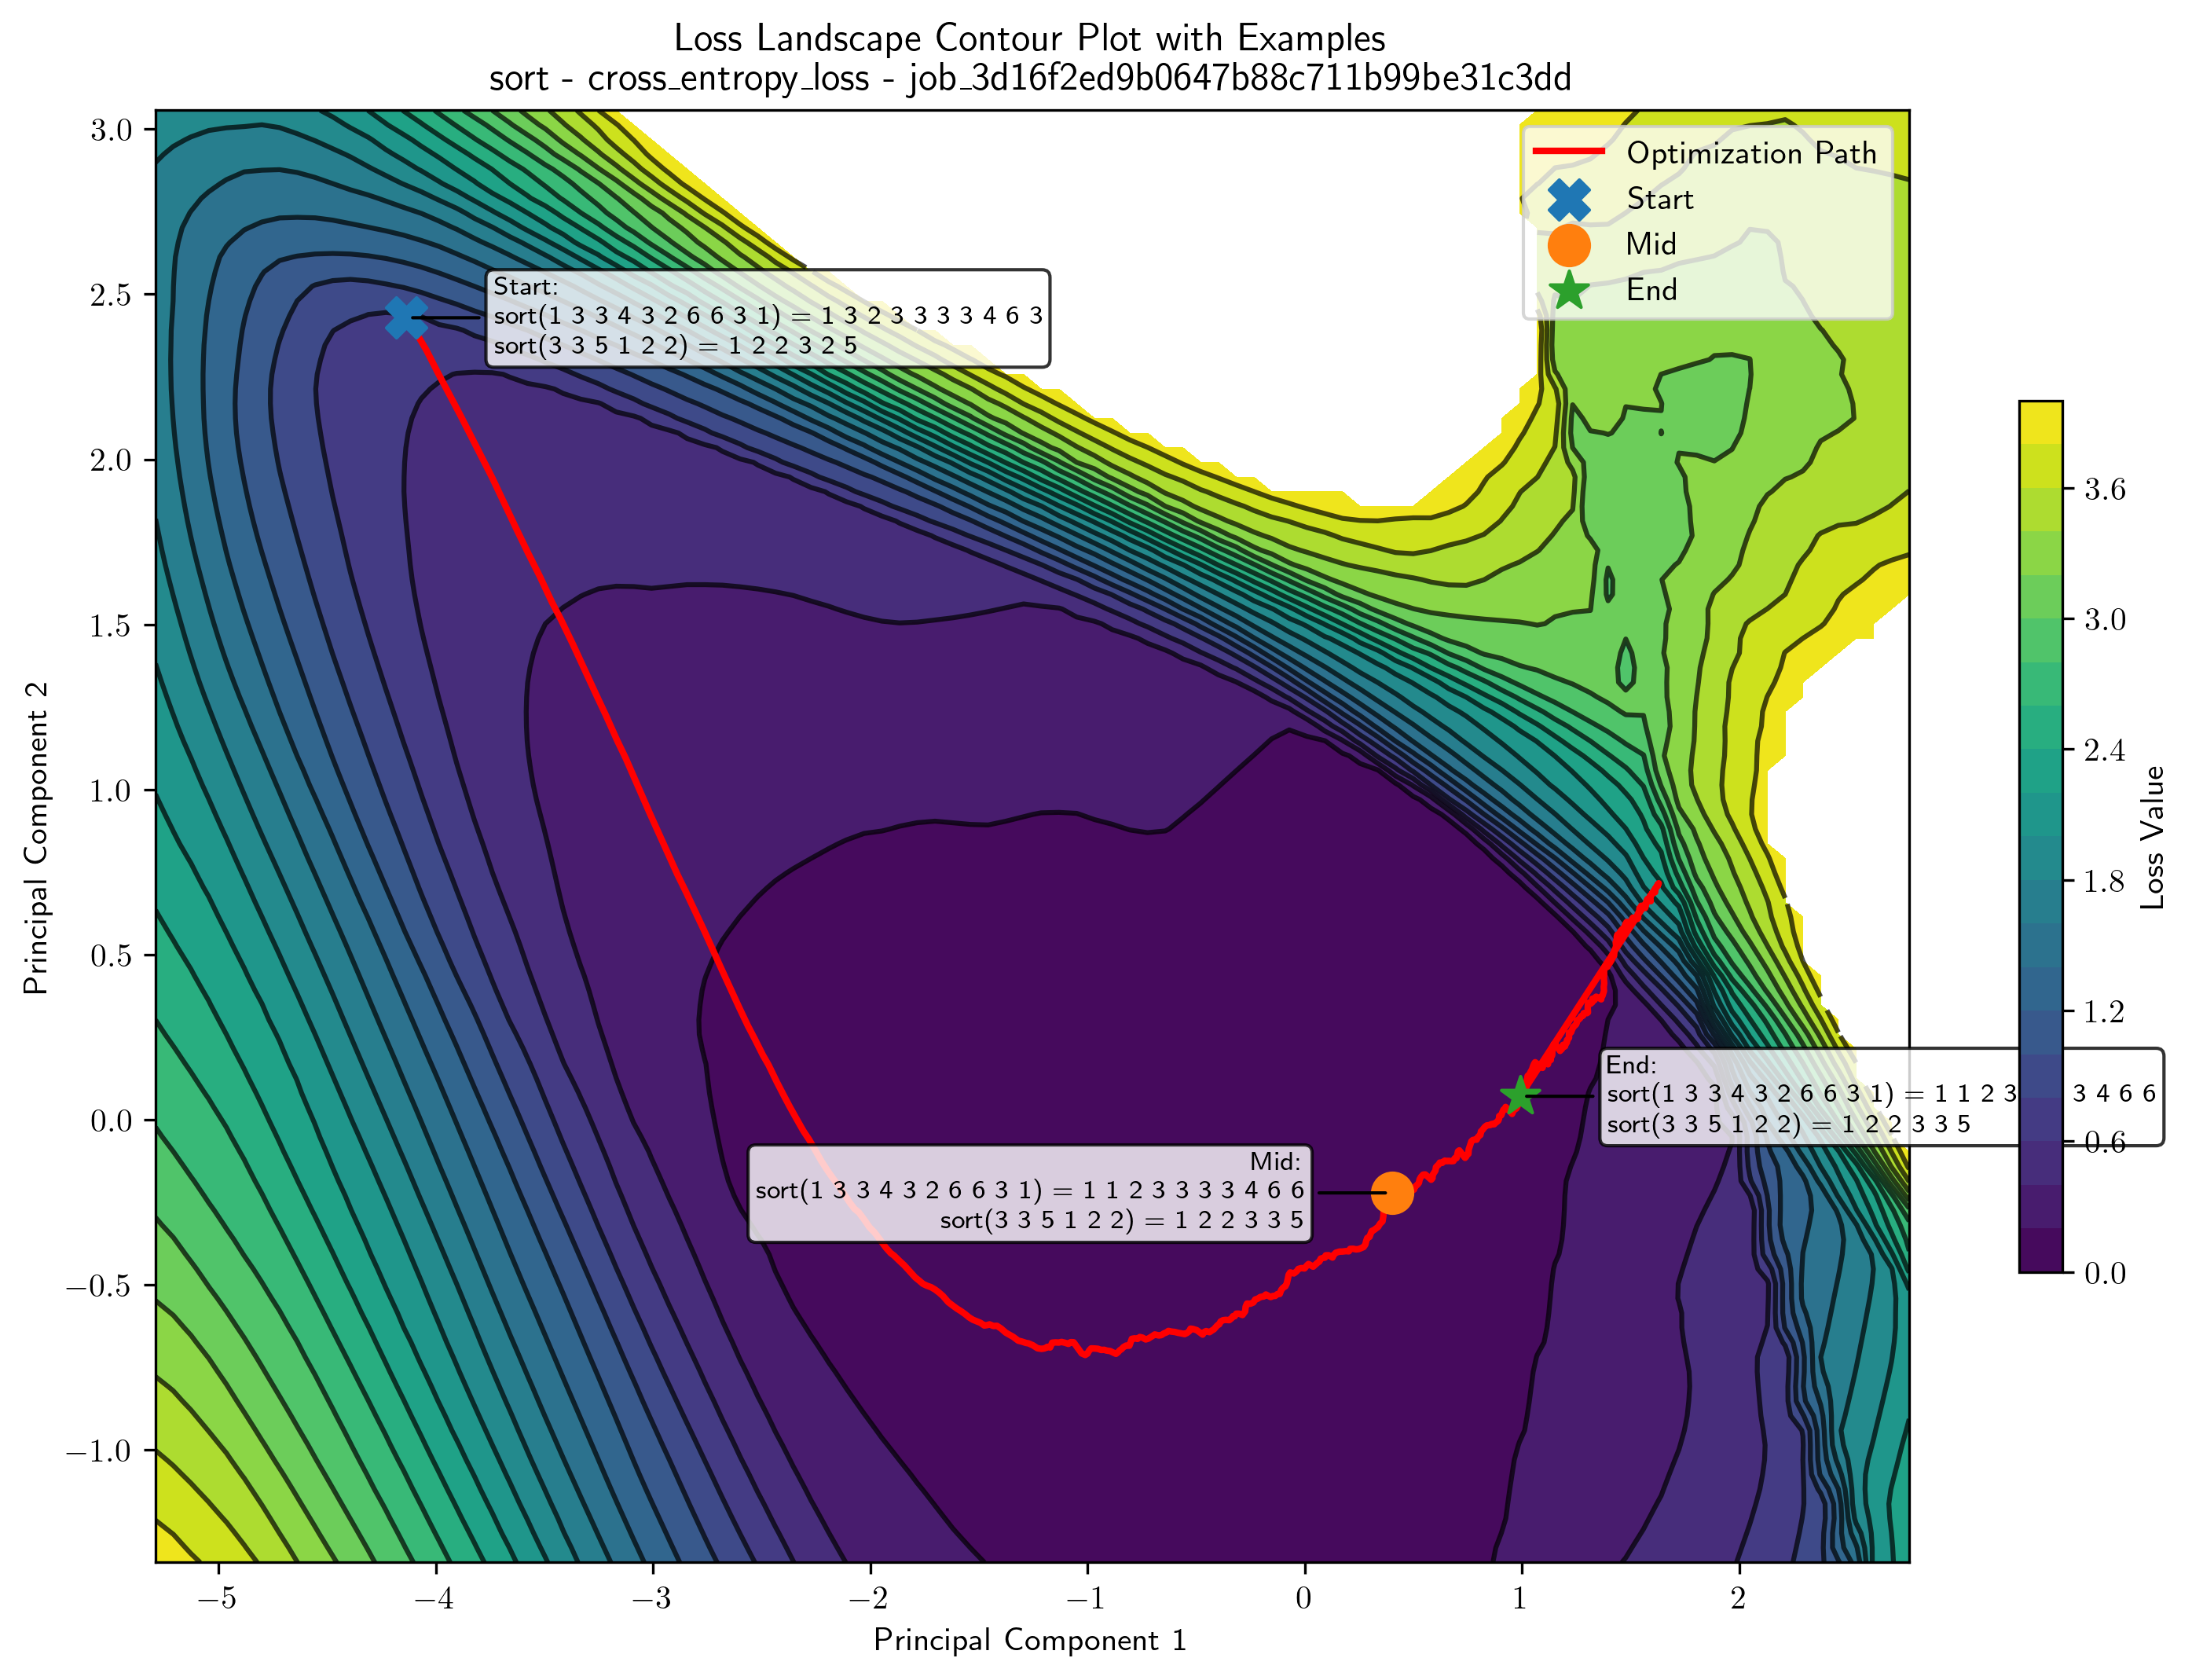 Loss Landscape Contour Plot with Examples
sort - cross_entropy_loss - job_3d16f2ed9b0647b88c711b99be31c3dd
3.0
2.5
2.0
1.5
1.0
0.5
0.0
−0.5
−1.0
Principal Component 2
Optimization Path
Start
Mid
End
Start:
sort(1 3 3 4 3 2 6 6 3 1) = 1 3 2 3 3 3 3 4 6 3
sort(3 3 5 1 2 2) = 1 2 2 3 2 5
Mid:
sort(1 3 3 4 3 2 6 6 3 1) = 1 1 2 3 3 3 3 4 6 6
sort(3 3 5 1 2 2) = 1 2 2 3 3 5
End:
sort(1 3 3 4 3 2 6 6 3 1) = 1 1 2 3 3 4 6 6
sort(3 3 5 1 2 2) = 1 2 2 3 3 5
3.6
3.0
2.4
1.8
1.2
0.6
0.0
Loss Value
−5
−4
−3
−2
−1
0
1
2
Principal Component 1